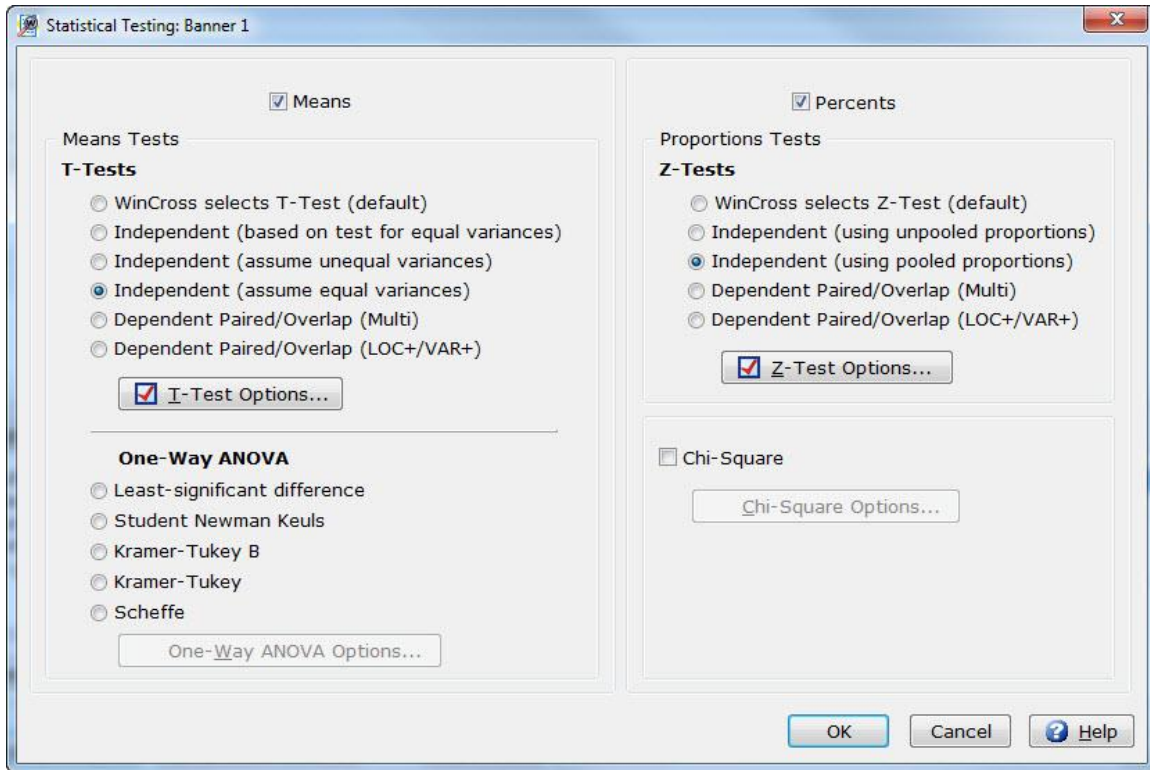 Statistical Testing: Banner 1
Means
Means Tests
T-Tests
WinCross selects T-Test (default)
Independent (based on test for equal variances)
Independent (assume unequal variances)
Independent (assume equal variances)
Dependent Paired/Overlap (Multi)
Dependent Paired/Overlap (LOC+/VAR+)
T-Test Options...
One-Way ANOVA
Least-significant difference
Student Newman Keuls
Kramer-Tukey B
Kramer-Tukey
Scheffe
One-Way ANOVA Options...
Percents
Proportions Tests
Z-Tests
WinCross selects Z-Test (default)
Independent (using unpooled proportions)
Independent (using pooled proportions)
Dependent Paired/Overlap (Multi)
Dependent Paired/Overlap (LOC+/VAR+)
Z-Test Options...
Chi-Square
Chi-Square Options...
OK
Cancel
Help